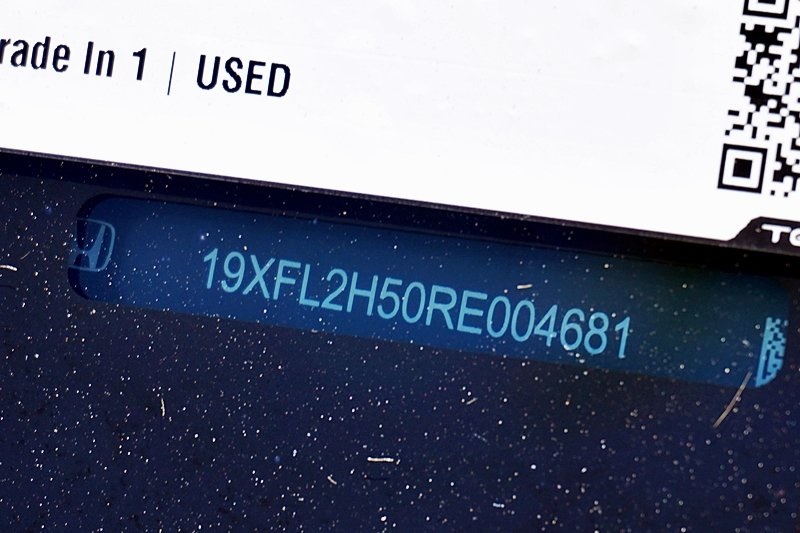 rade In 1 | USED
19XFL2H50RE004681